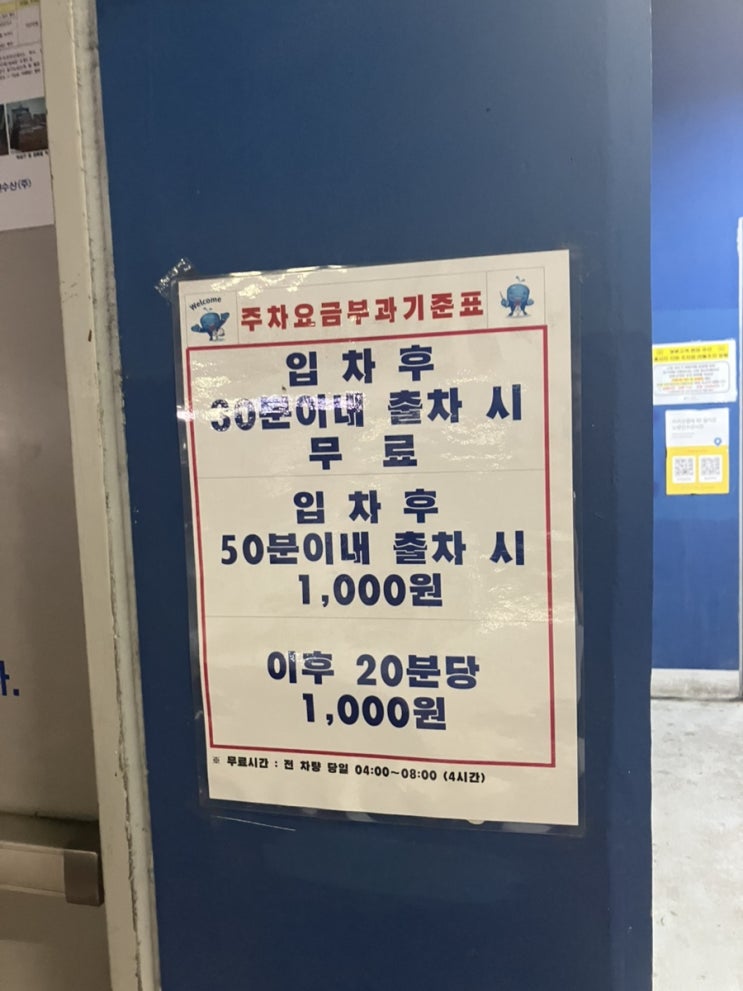 Welcome
주차요금부과기준표
입 차 후
30분이내 출차 시
무 료
입 차 후
50분이내 출차 시
1,000원
이후 20분당
1,000원
※ 무료시간 : 전 차량 당일 04:00~08:00 (4시간)
수산(주)